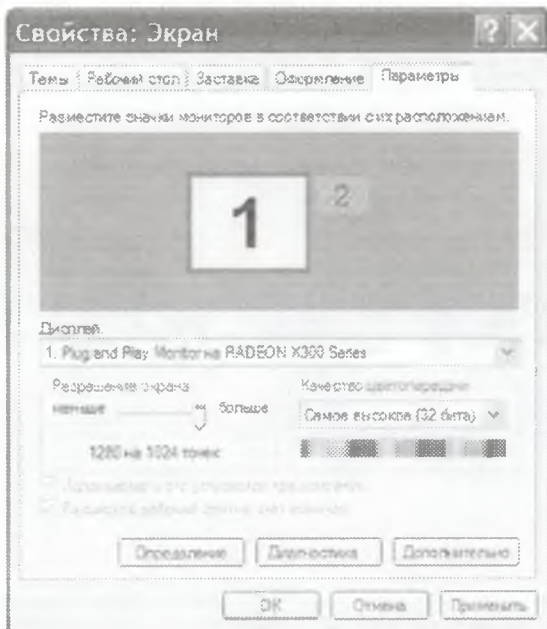 Свойства: Экран
Темы Рабочий стол Заставка Оформление Параметры
Разместите значки мониторов в соответствии с их расположением.
1 2
Дисплей:
1. Plug and Play Monitor на RADEON X300 Series
Разрешение экрана Качество цветопередачи
меньше больше Самое высокое (32 бита)
1280 на 1024 точек
Определение Диагностика Дополнительно
ОК Отмена Применить